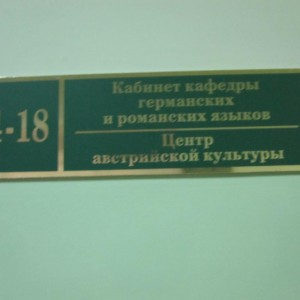 -18
Кабинет кафедры
германских
и романских языков
Центр
австрийской культуры